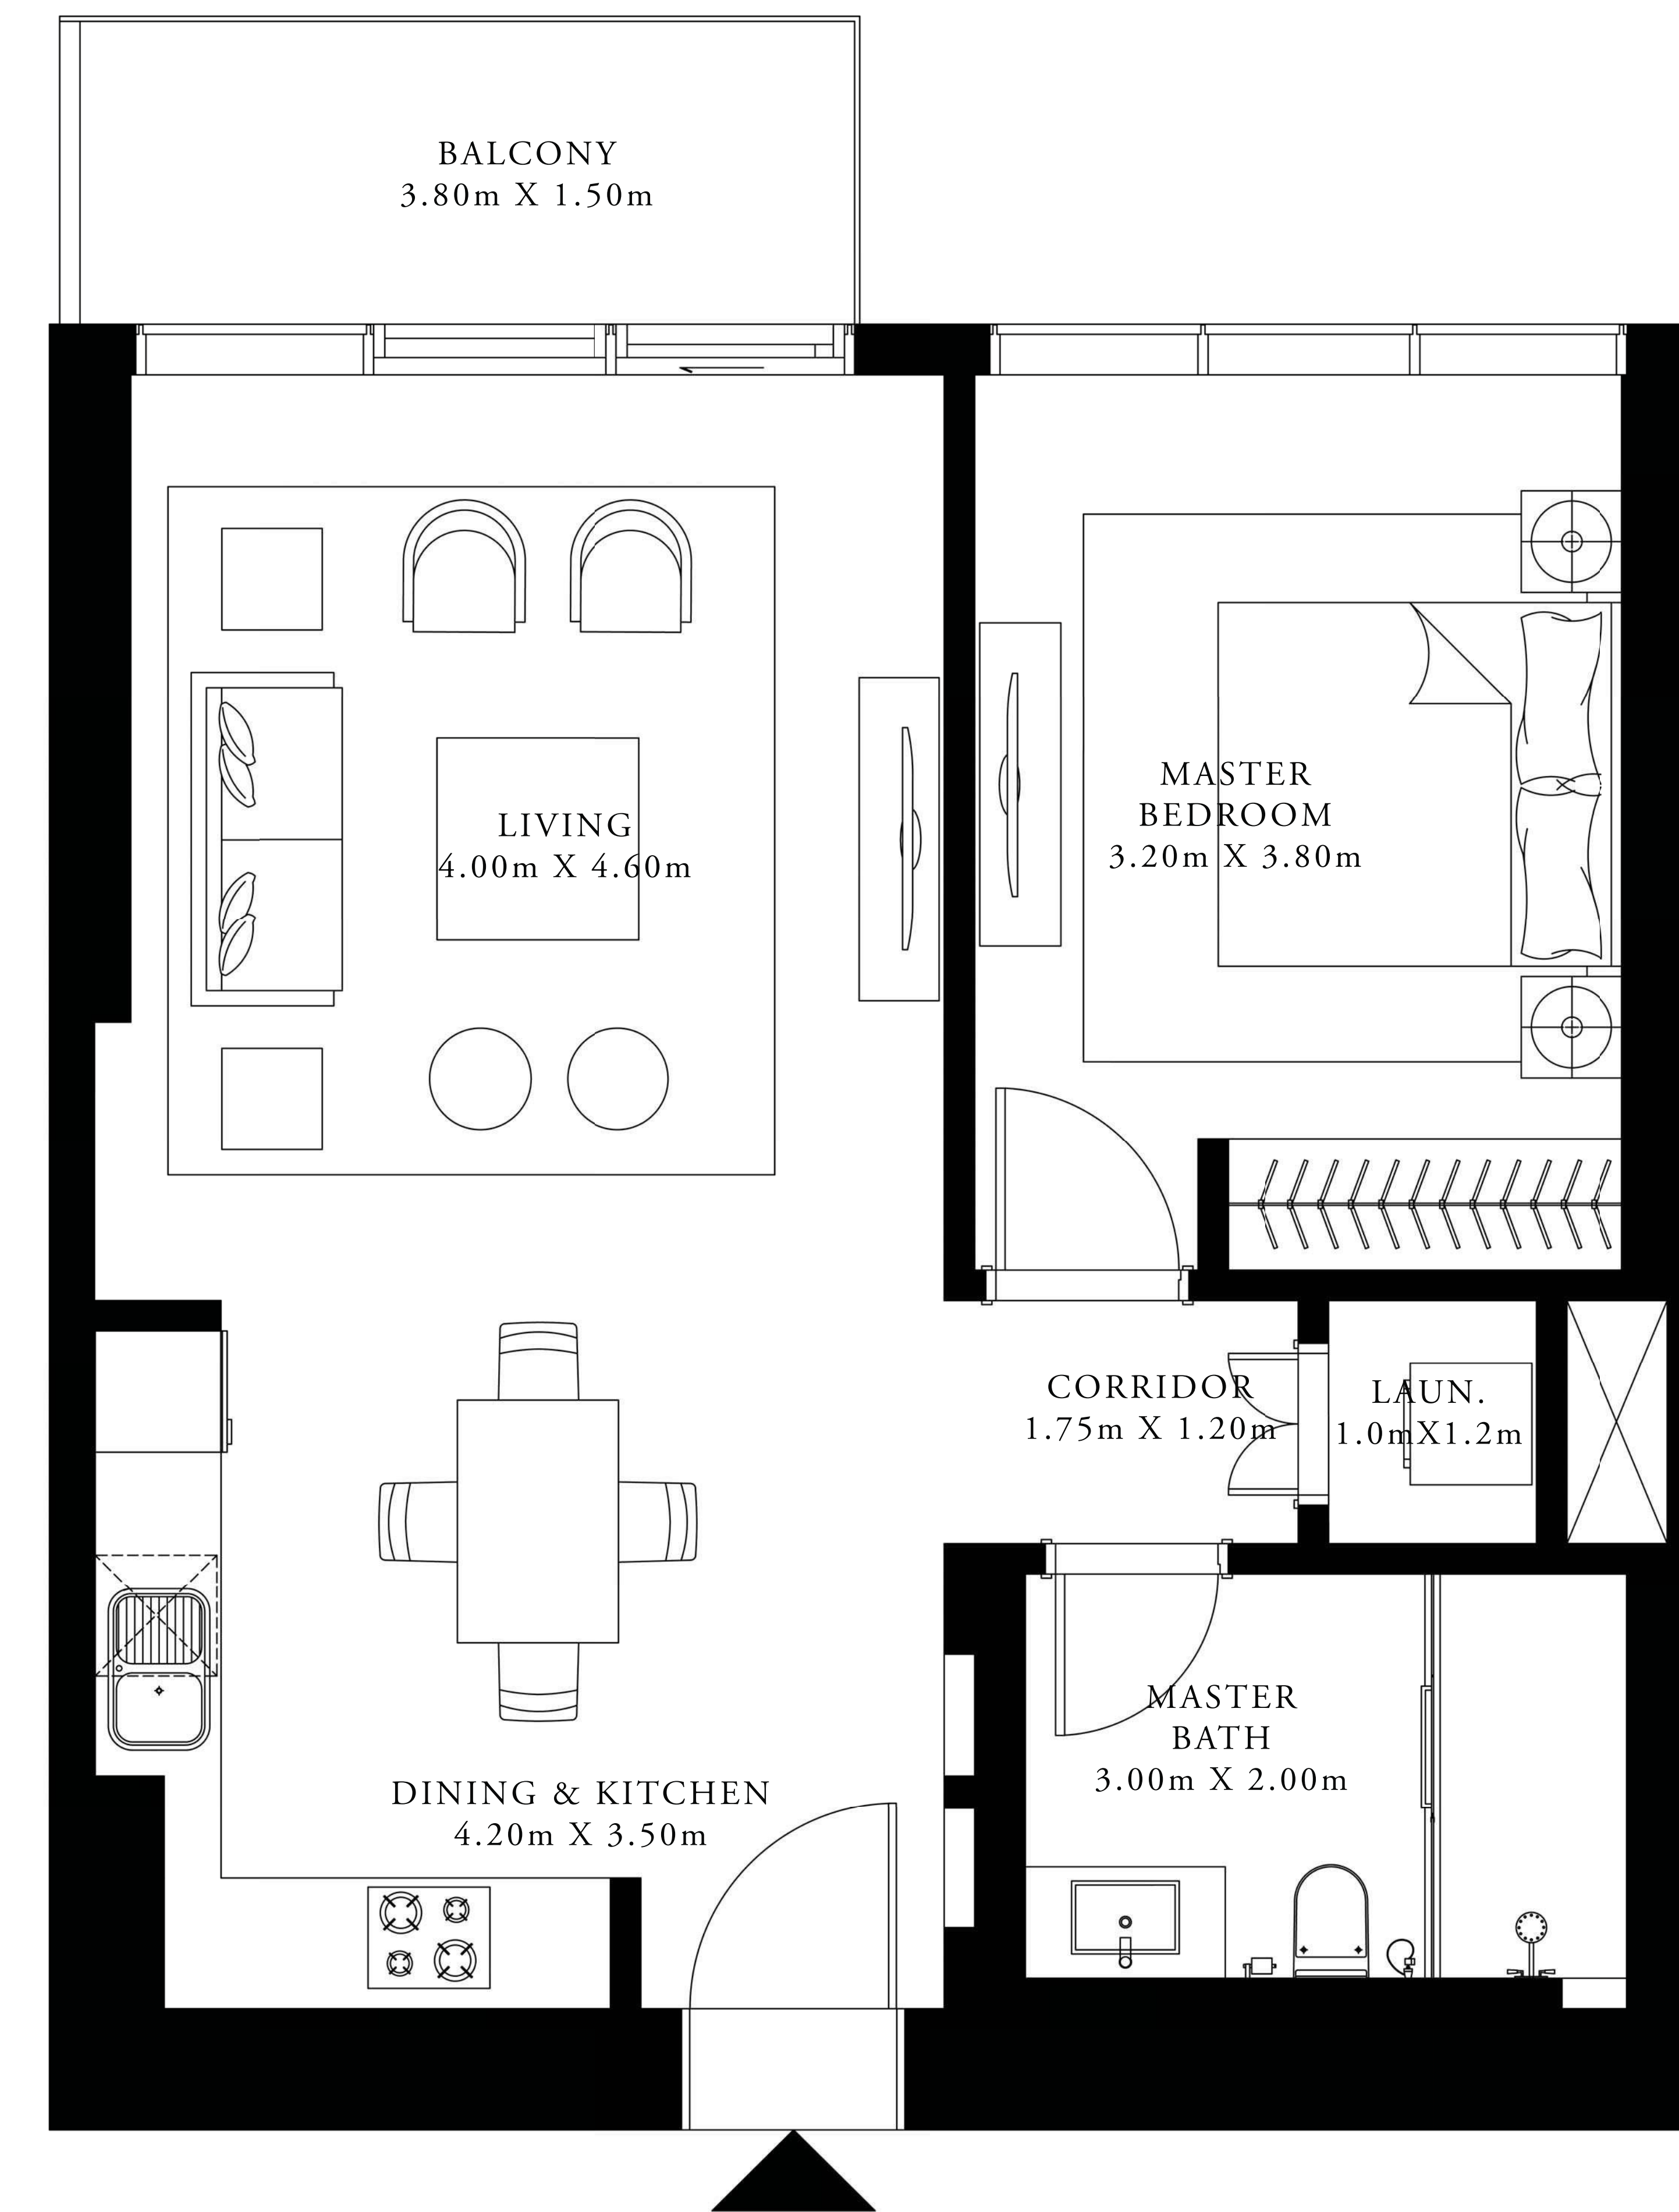 BALCONY
3.80m X 1.50m
LIVING
4.00m X 4.60m
MASTER
BEDROOM
3.20m X 3.80m
CORRIDOR
1.75m X 1.20m
LAUN.
1.0mX1.2m
MASTER
BATH
3.00m X 2.00m
DINING & KITCHEN
4.20m X 3.50m